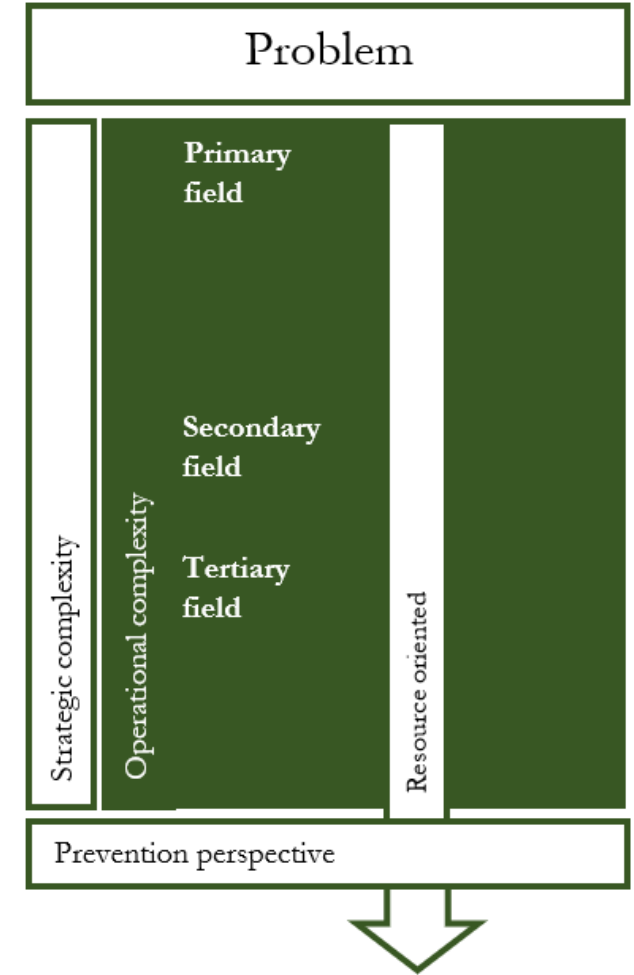 Problem
Primary
field
Secondary
field
Tertiary
field
Strategic complexity
Operational complexity
Resource oriented
Prevention perspective